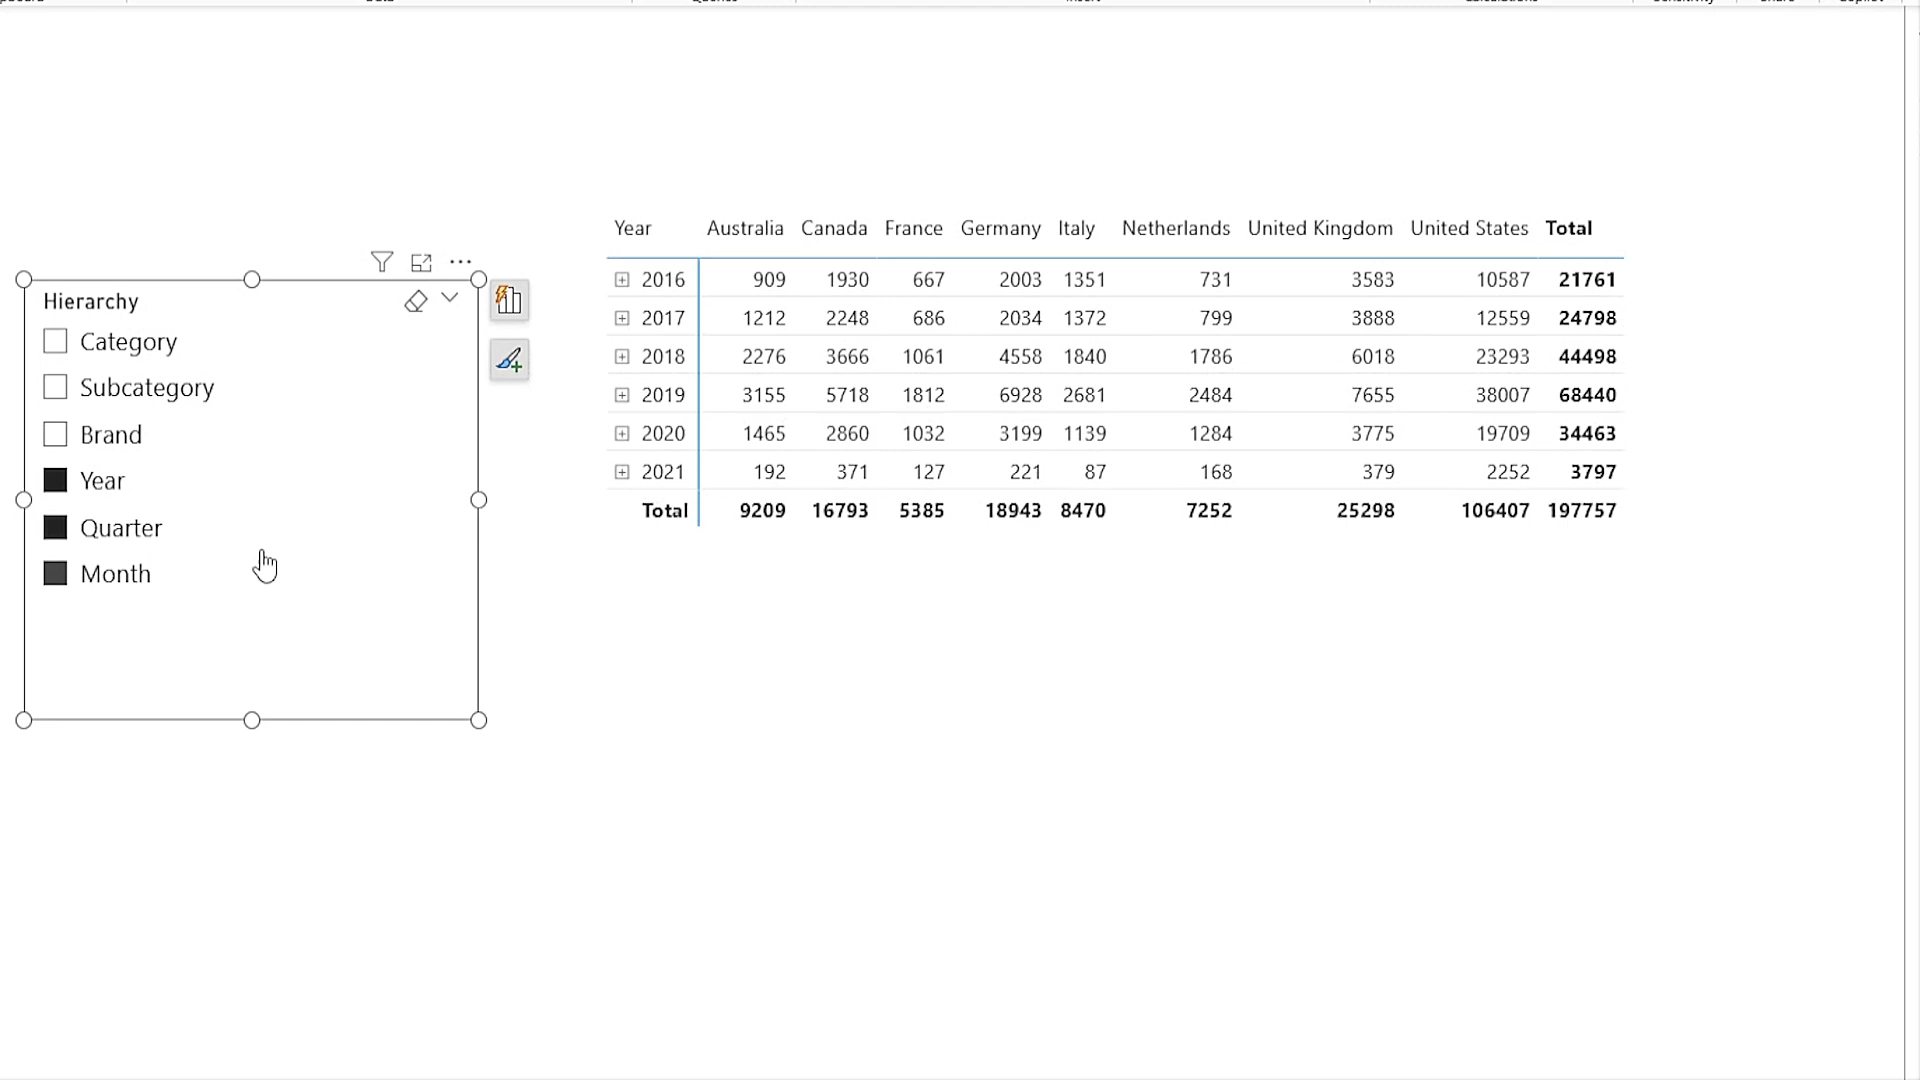 Hierarchy
Category
Subcategory
Brand
Year
Quarter
Month
Year Australia Canada France Germany Italy Netherlands United Kingdom United States Total
2016 909 1930 667 2003 1351 731 3583 10587 21761
2017 1212 2248 686 2034 1372 799 3888 12559 24798
2018 2276 3666 1061 4558 1840 1786 6018 23293 44498
2019 3155 5718 1812 6928 2681 2484 7655 38007 68440
2020 1465 2860 1032 3199 1139 1284 3775 19709 34463
2021 192 371 127 221 87 168 379 2252 3797
Total 9209 16793 5385 18943 8470 7252 25298 106407 197757